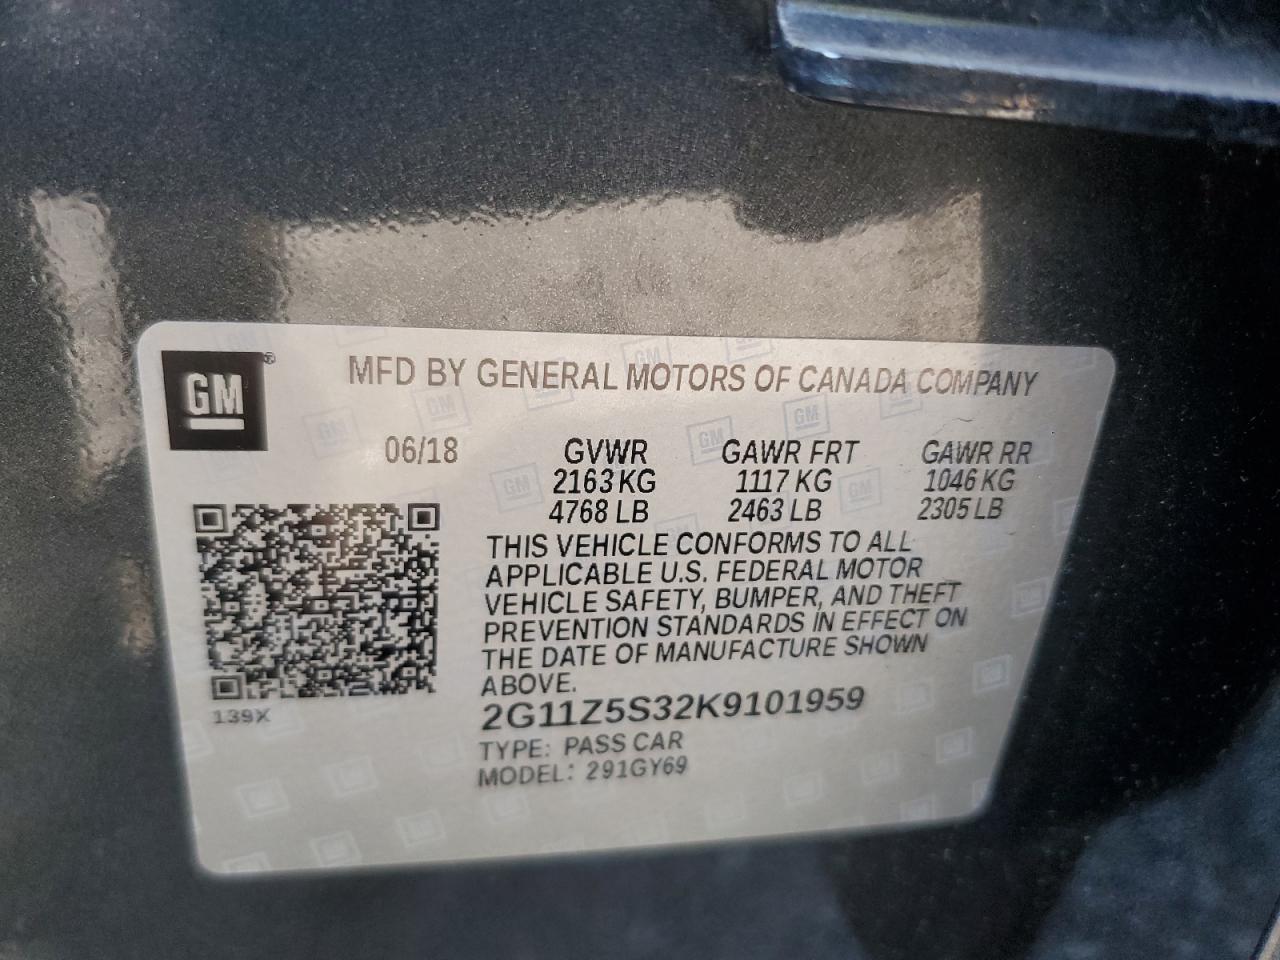 GM®
MFD BY GENERAL MOTORS OF CANADA COMPANY
06/18 GVWR GAWR FRT GAWR RR
2163 KG 1117 KG 1046 KG
4768 LB 2463 LB 2305 LB
THIS VEHICLE CONFORMS TO ALL
APPLICABLE U.S. FEDERAL MOTOR
VEHICLE SAFETY, BUMPER, AND THEFT
PREVENTION STANDARDS IN EFFECT ON
THE DATE OF MANUFACTURE SHOWN
ABOVE.
139X
2G11Z5S32K9101959
TYPE: PASS CAR
MODEL: 291GY69